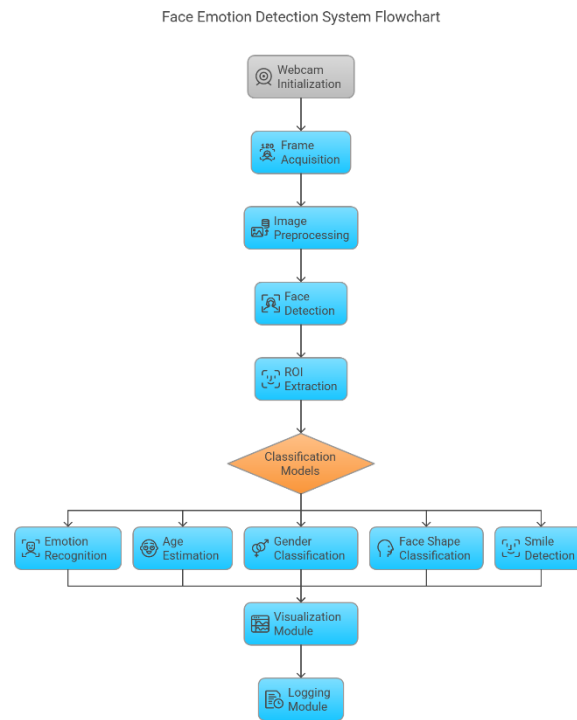 Face Emotion Detection System Flowchart
Webcam
Initialization
Frame
Acquisition
Image
Preprocessing
Face
Detection
ROI
Extraction
Classification
Models
Emotion
Recognition
Age
Estimation
Gender
Classification
Face Shape
Classification
Smile
Detection
Visualization
Module
Logging
Module